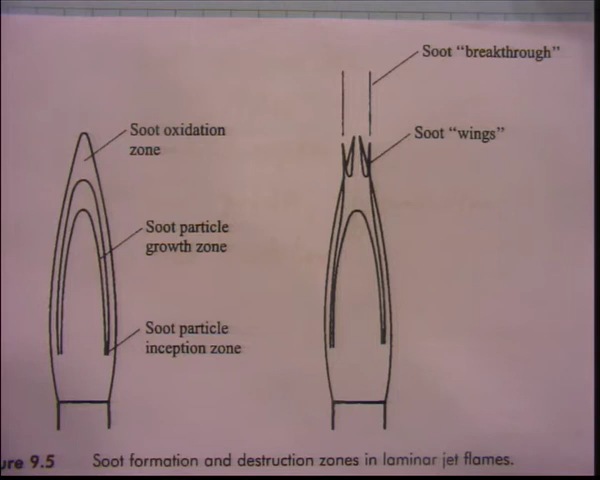 Soot "breakthrough"
Soot oxidation
zone
Soot "wings"
Soot particle
growth zone
Soot particle
inception zone
ure 9.5 Soot formation and destruction zones in laminar jet flames.